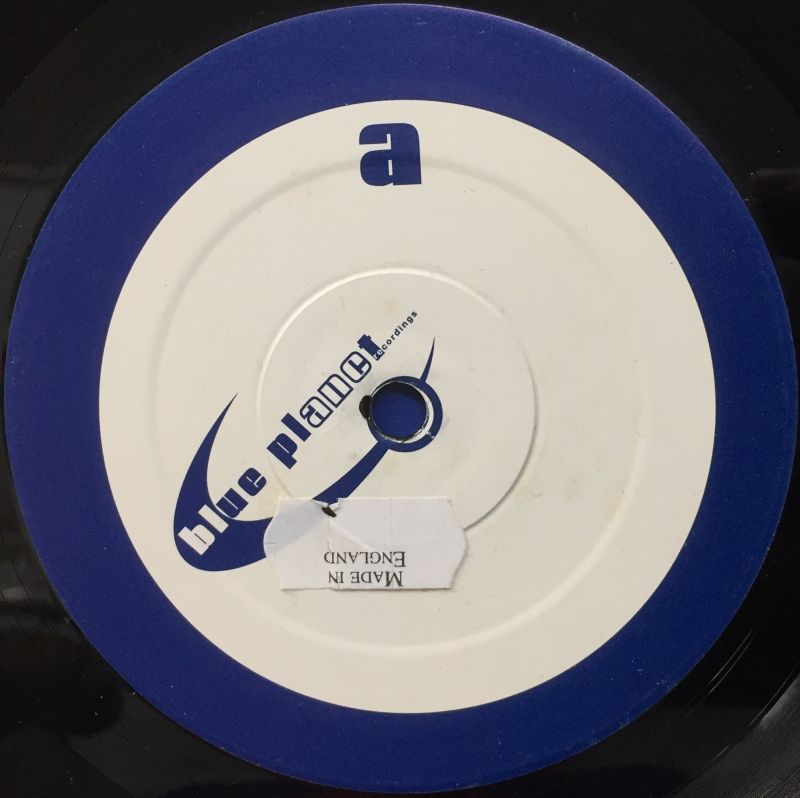 a
blue planet
recordings
MADE IN
ENGLAND